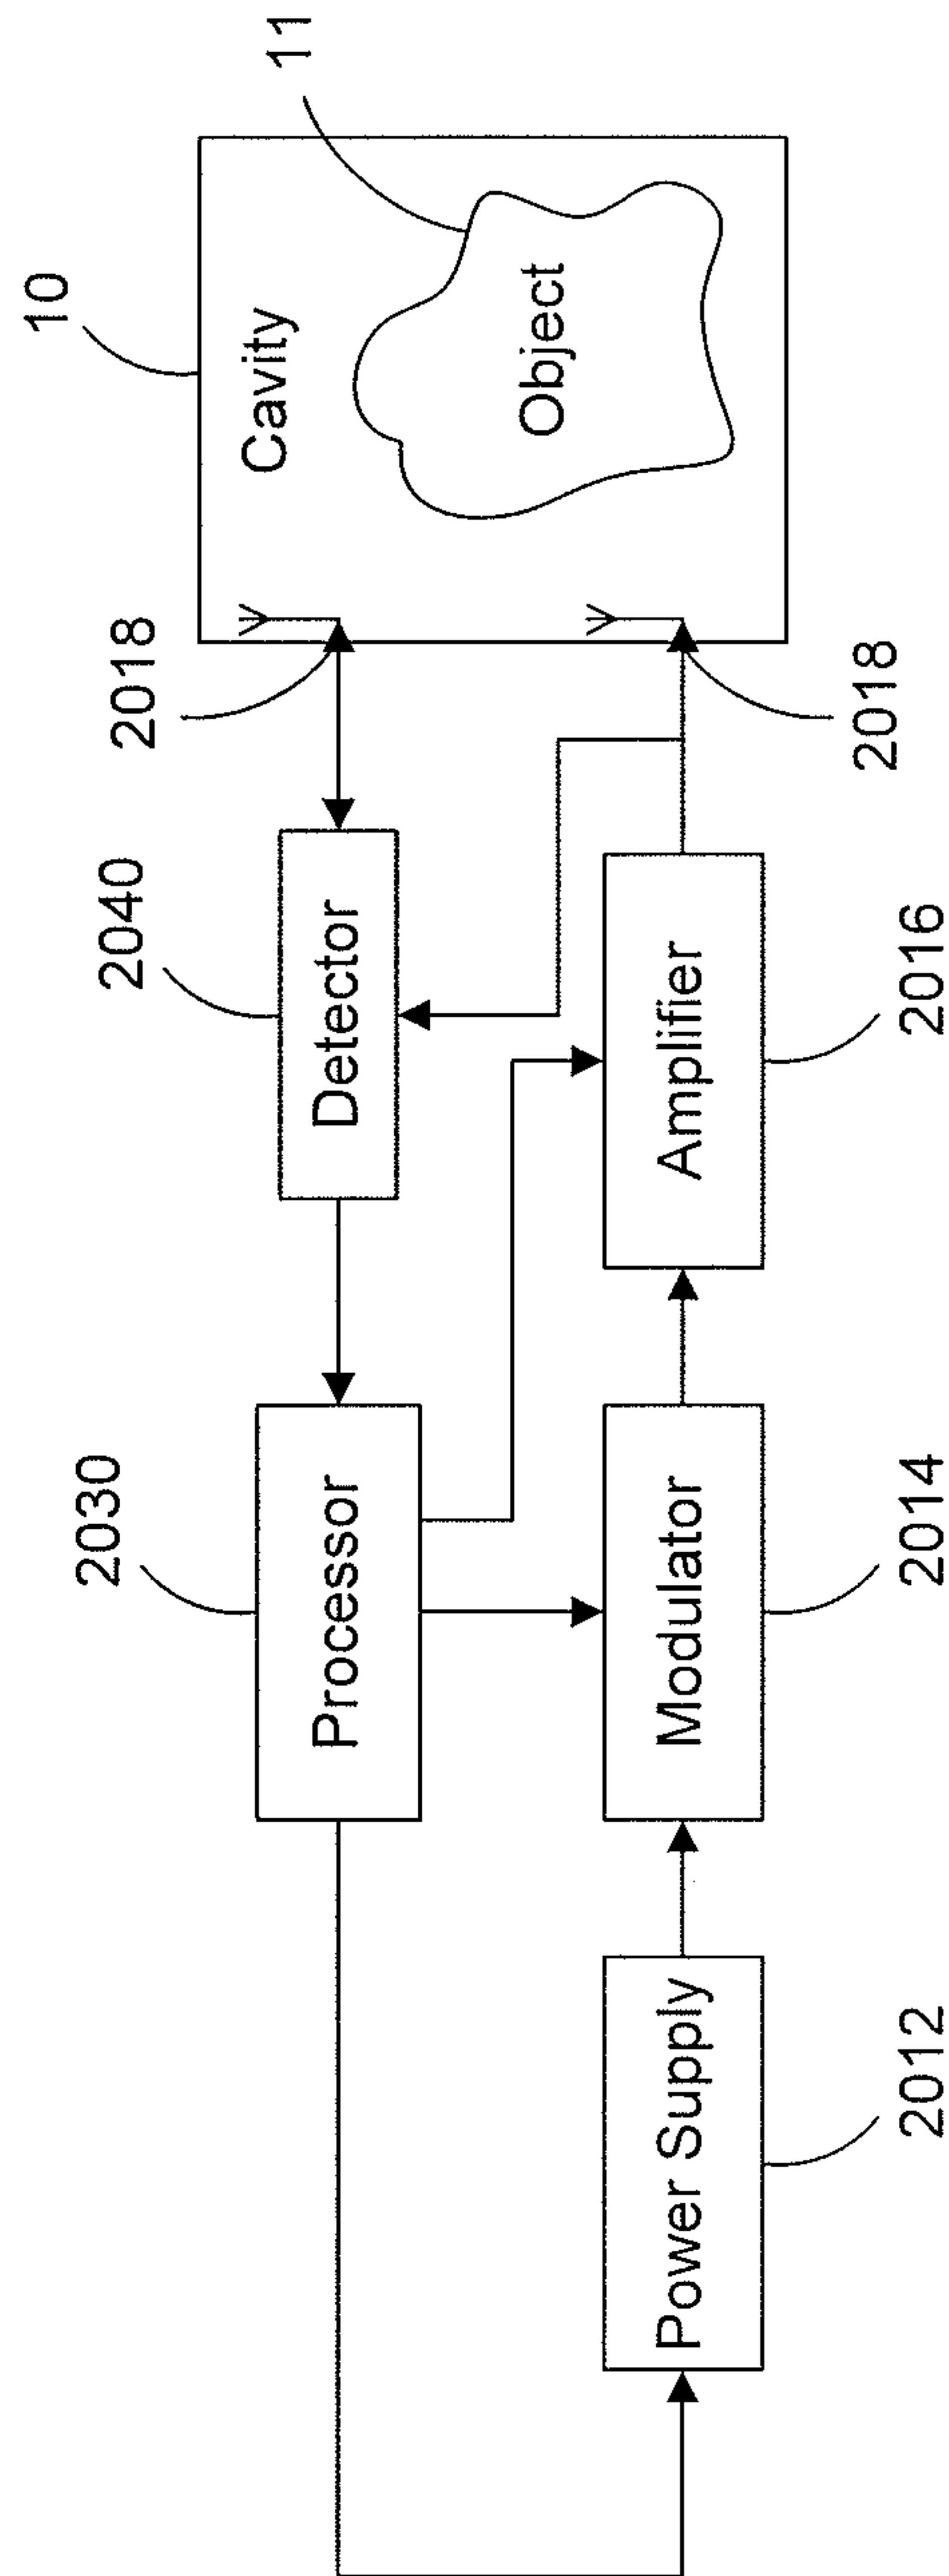 10
11
Cavity
Object
2018
2018
2040
Detector
2016
Amplifier
2030
Processor
2014
Modulator
2012
Power Supply